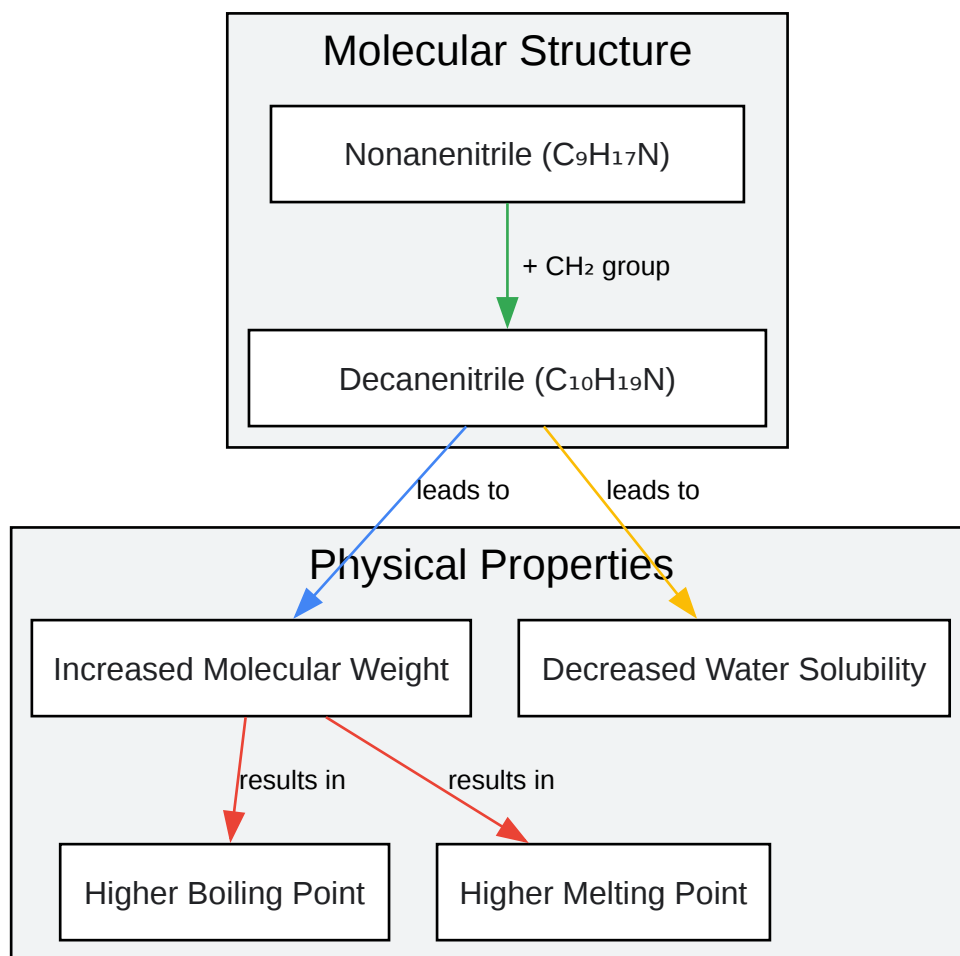 Molecular Structure
Nonanenitrile (C₉H₁₇N)
+ CH₂ group
Decanenitrile (C₁₀H₁₉N)
leads to
leads to
Physical Properties
Increased Molecular Weight
Decreased Water Solubility
results in
results in
Higher Boiling Point
Higher Melting Point